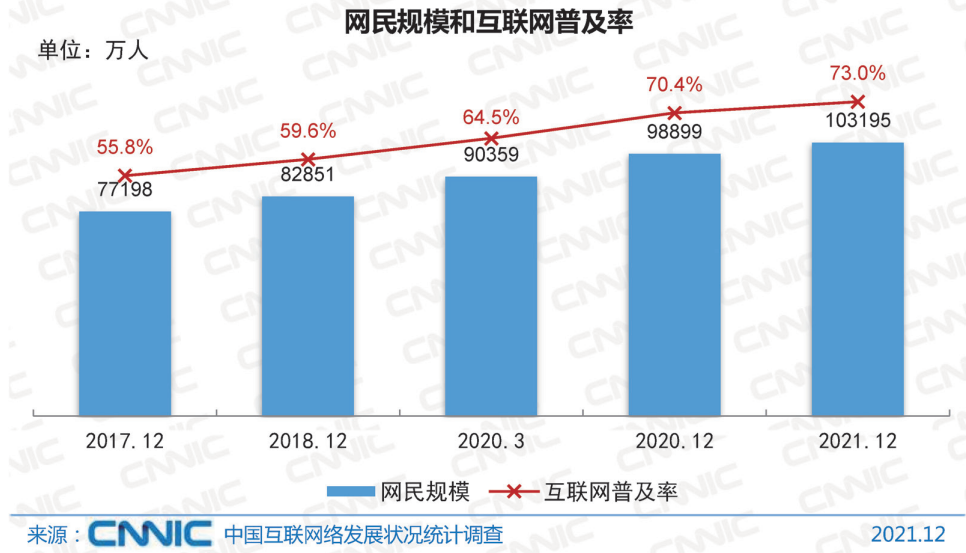 网民规模和互联网普及率
单位：万人
55.8% 59.6% 64.5% 70.4% 73.0%
77198 82851 90359 98899 103195
2017.12 2018.12 2020.3 2020.12 2021.12
网民规模 互联网普及率
来源：CNNIC 中国互联网络发展状况统计调查 2021.12